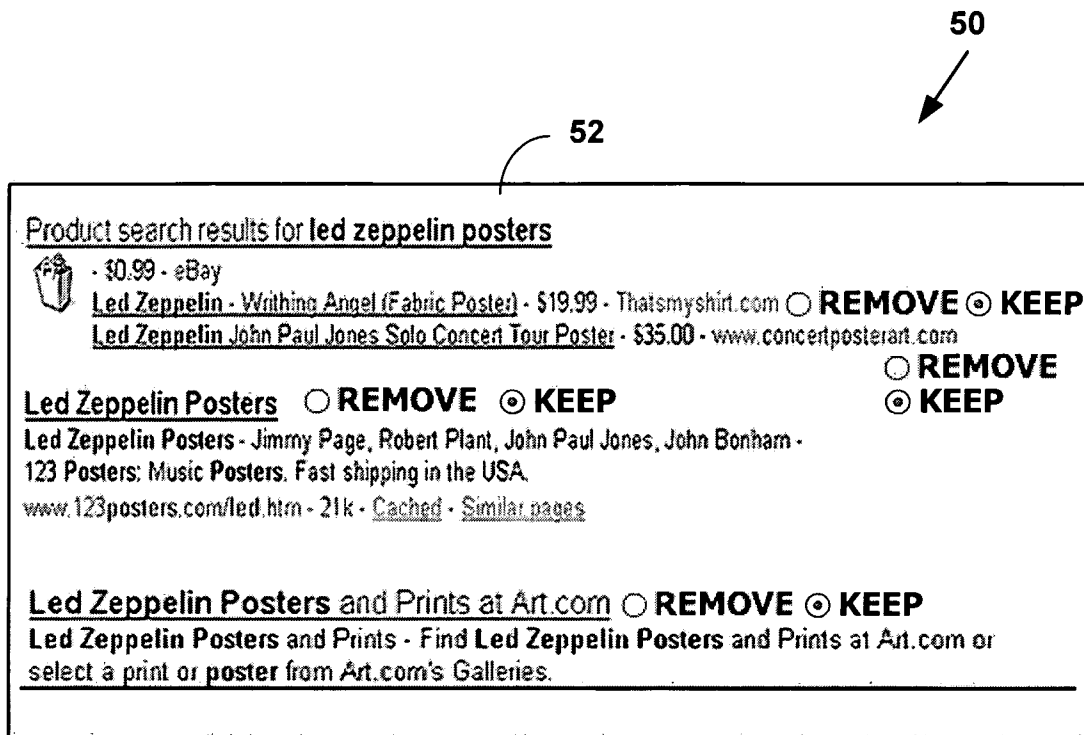 50
52
Product search results for led zeppelin posters
- $0.99 - eBay
Led Zeppelin - Writhing Angel (Fabric Poster) - $19.99 - Thatsmyshirt.com REMOVE KEEP
Led Zeppelin John Paul Jones Solo Concert Tour Poster - $35.00 - www.concertposterart.com
REMOVE
Led Zeppelin Posters REMOVE KEEP KEEP
Led Zeppelin Posters - Jimmy Page, Robert Plant, John Paul Jones, John Bonham -
123 Posters; Music Posters. Fast shipping in the USA.
www.123posters.com/led.htm - 21k - Cached - Similar pages
Led Zeppelin Posters and Prints at Art.com REMOVE KEEP
Led Zeppelin Posters and Prints - Find Led Zeppelin Posters and Prints at Art.com or
select a print or poster from Art.com's Galleries.